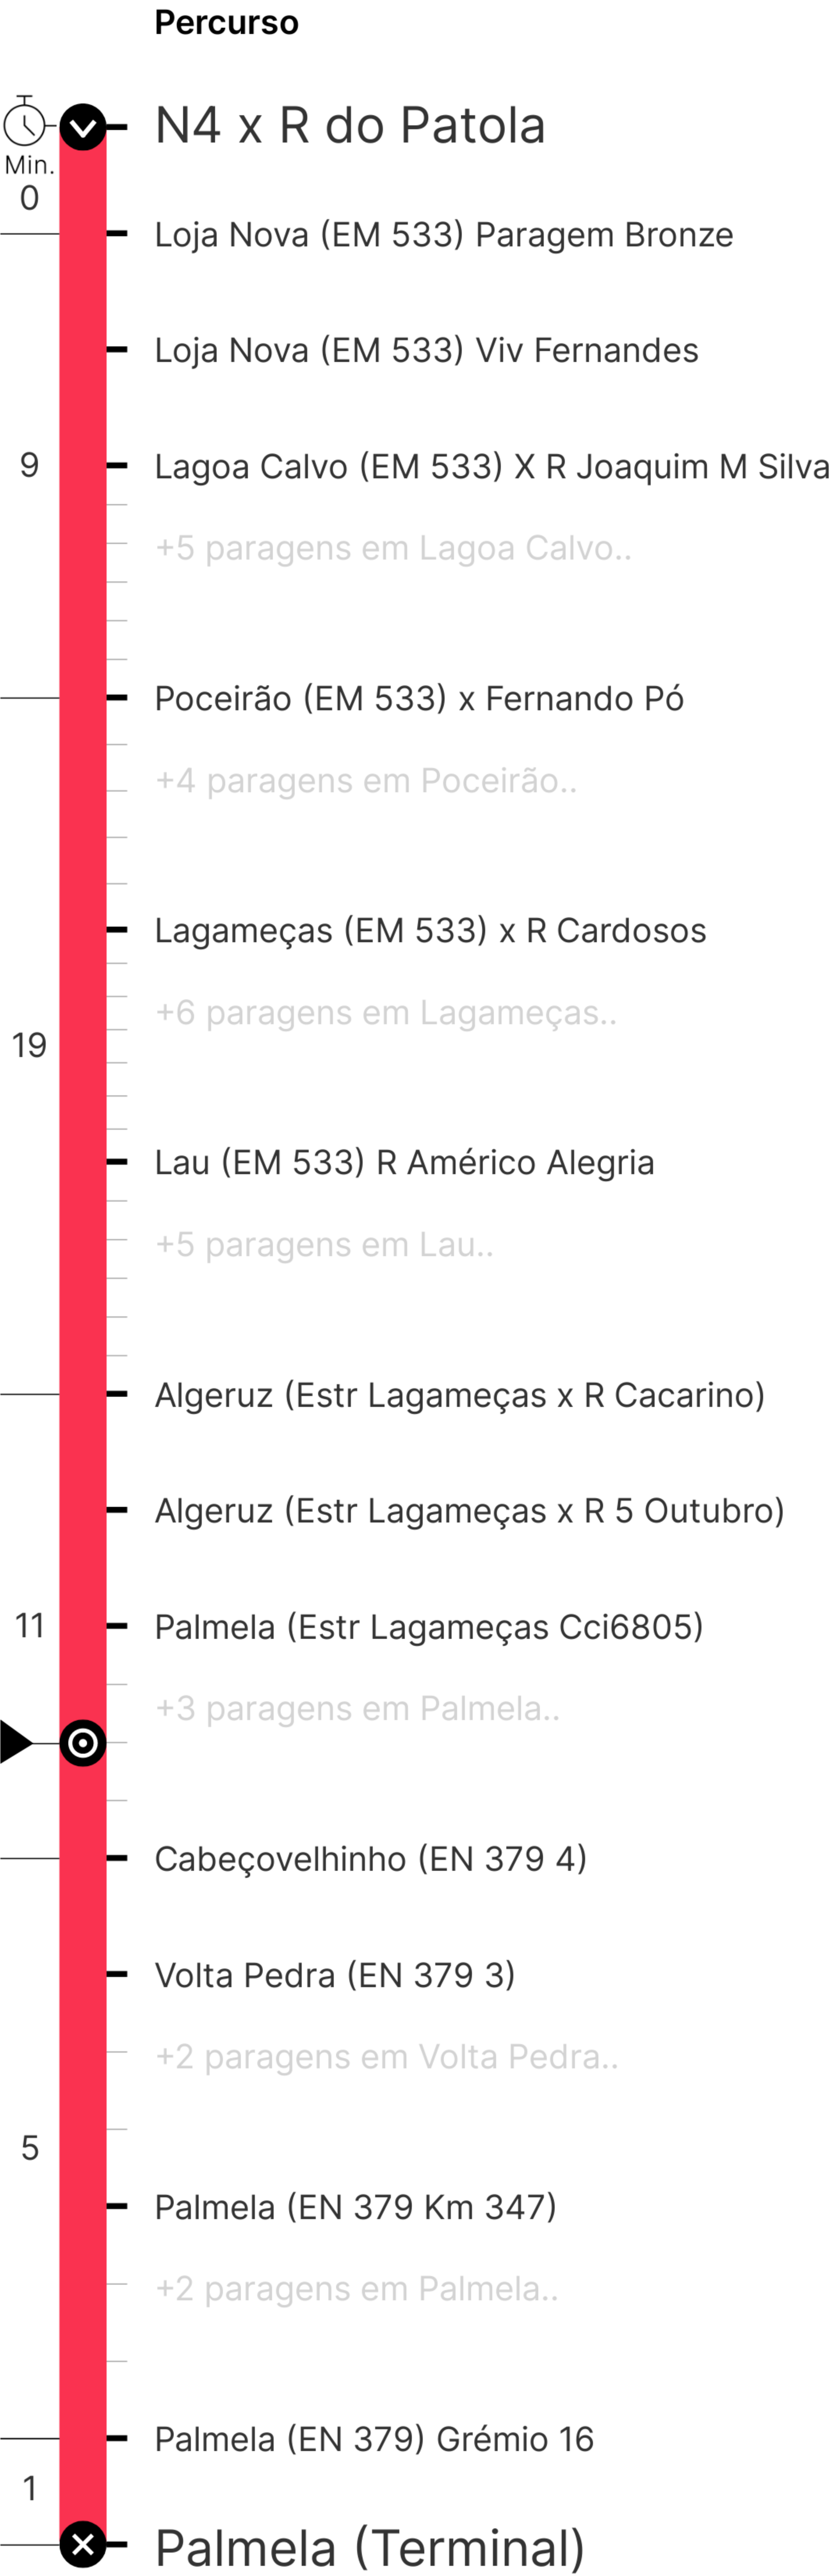 Percurso
N4 x R do Patola
Min.
0
Loja Nova (EM 533) Paragem Bronze
Loja Nova (EM 533) Viv Fernandes
9
Lagoa Calvo (EM 533) X R Joaquim M Silva
+5 paragens em Lagoa Calvo..
Poceirão (EM 533) x Fernando Pó
+4 paragens em Poceirão..
Lagameças (EM 533) x R Cardosos
+6 paragens em Lagameças..
19
Lau (EM 533) R Américo Alegria
+5 paragens em Lau..
Algeruz (Estr Lagameças x R Cacarino)
Algeruz (Estr Lagameças x R 5 Outubro)
11
Palmela (Estr Lagameças Cci6805)
+3 paragens em Palmela..
Cabeçovelhinho (EN 379 4)
Volta Pedra (EN 379 3)
+2 paragens em Volta Pedra..
5
Palmela (EN 379 Km 347)
+2 paragens em Palmela..
Palmela (EN 379) Grémio 16
1
Palmela (Terminal)